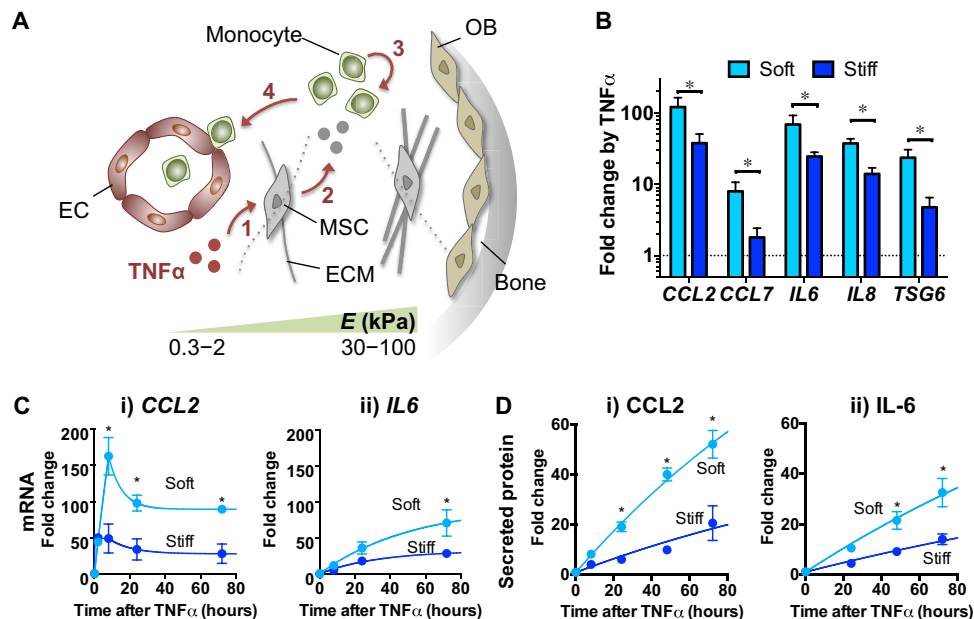 A
Monocyte
3
OB
4
EC
2
MSC
1
TNFα
ECM
Bone
E (kPa)
0.3–2
30–100
B
Soft
Stiff
Fold change by TNFα
100
10
1
*
*
*
*
*
CCL2
CCL7
IL6
IL8
TSG6
C
i) CCL2
mRNA
Fold change
200
150
100
50
0
*
*
*
Soft
Stiff
0
20
40
60
80
Time after TNFα (hours)
ii) IL6
Fold change
200
150
100
50
0
*
Soft
Stiff
0
20
40
60
80
Time after TNFα (hours)
D
i) CCL2
Secreted protein
Fold change
60
40
20
0
*
*
*
Soft
Stiff
0
20
40
60
80
Time after TNFα (hours)
ii) IL-6
Fold change
60
40
20
0
*
*
Soft
Stiff
0
20
40
60
80
Time after TNFα (hours)